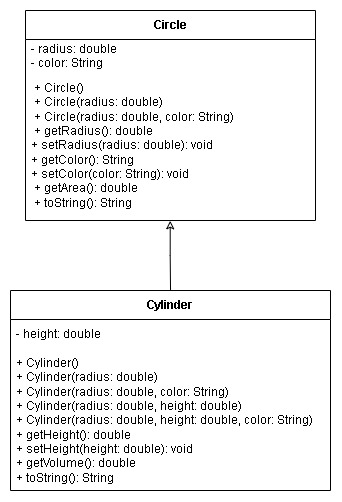 Circle
- radius: double
- color: String
+ Circle()
+ Circle(radius: double)
+ Circle(radius: double, color: String)
+ getRadius(): double
+ setRadius(radius: double): void
+ getColor(): String
+ setColor(color: String): void
+ getArea(): double
+ toString(): String
Cylinder
- height: double
+ Cylinder()
+ Cylinder(radius: double)
+ Cylinder(radius: double, color: String)
+ Cylinder(radius: double, height: double)
+ Cylinder(radius: double, height: double, color: String)
+ getHeight(): double
+ setHeight(height: double): void
+ getVolume(): double
+ toString(): String